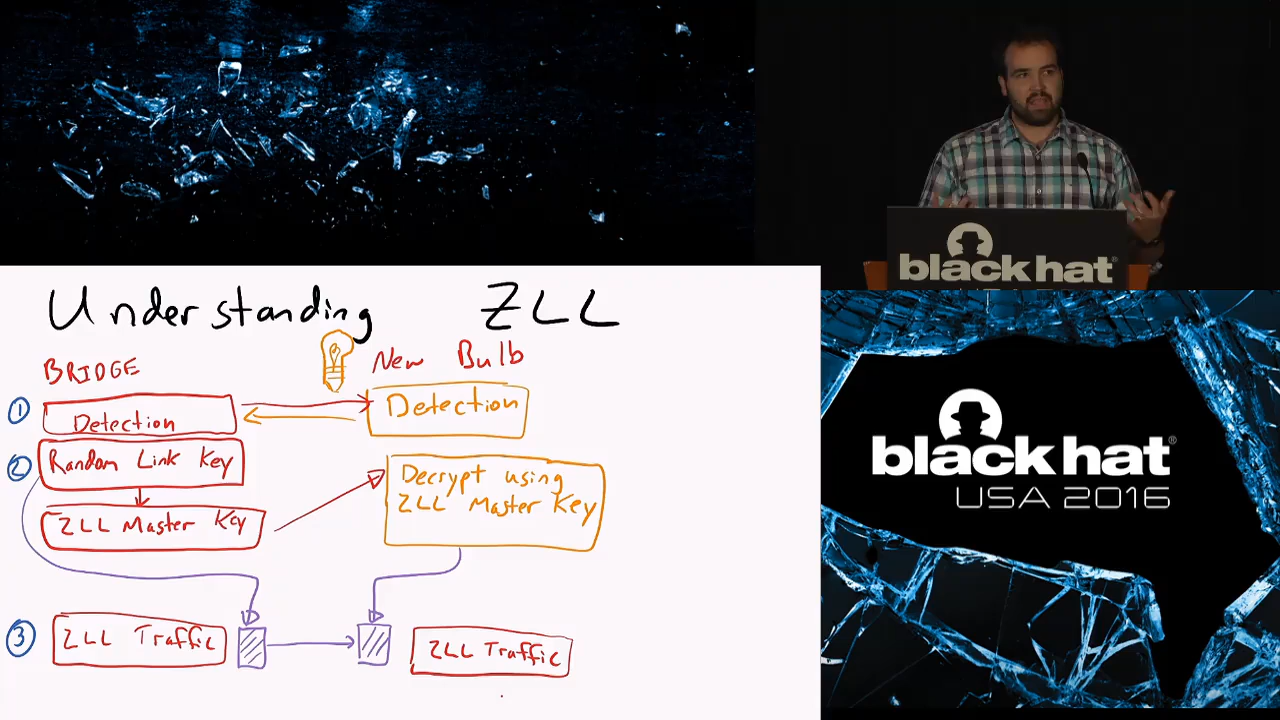 black hat
Understanding ZLL
BRIDGE
New Bulb
1
Detection
Detection
2
Random Link Key
ZLL Master Key
Decrypt using
ZLL Master Key
3
ZLL Traffic
ZLL Traffic
black hat
USA 2016